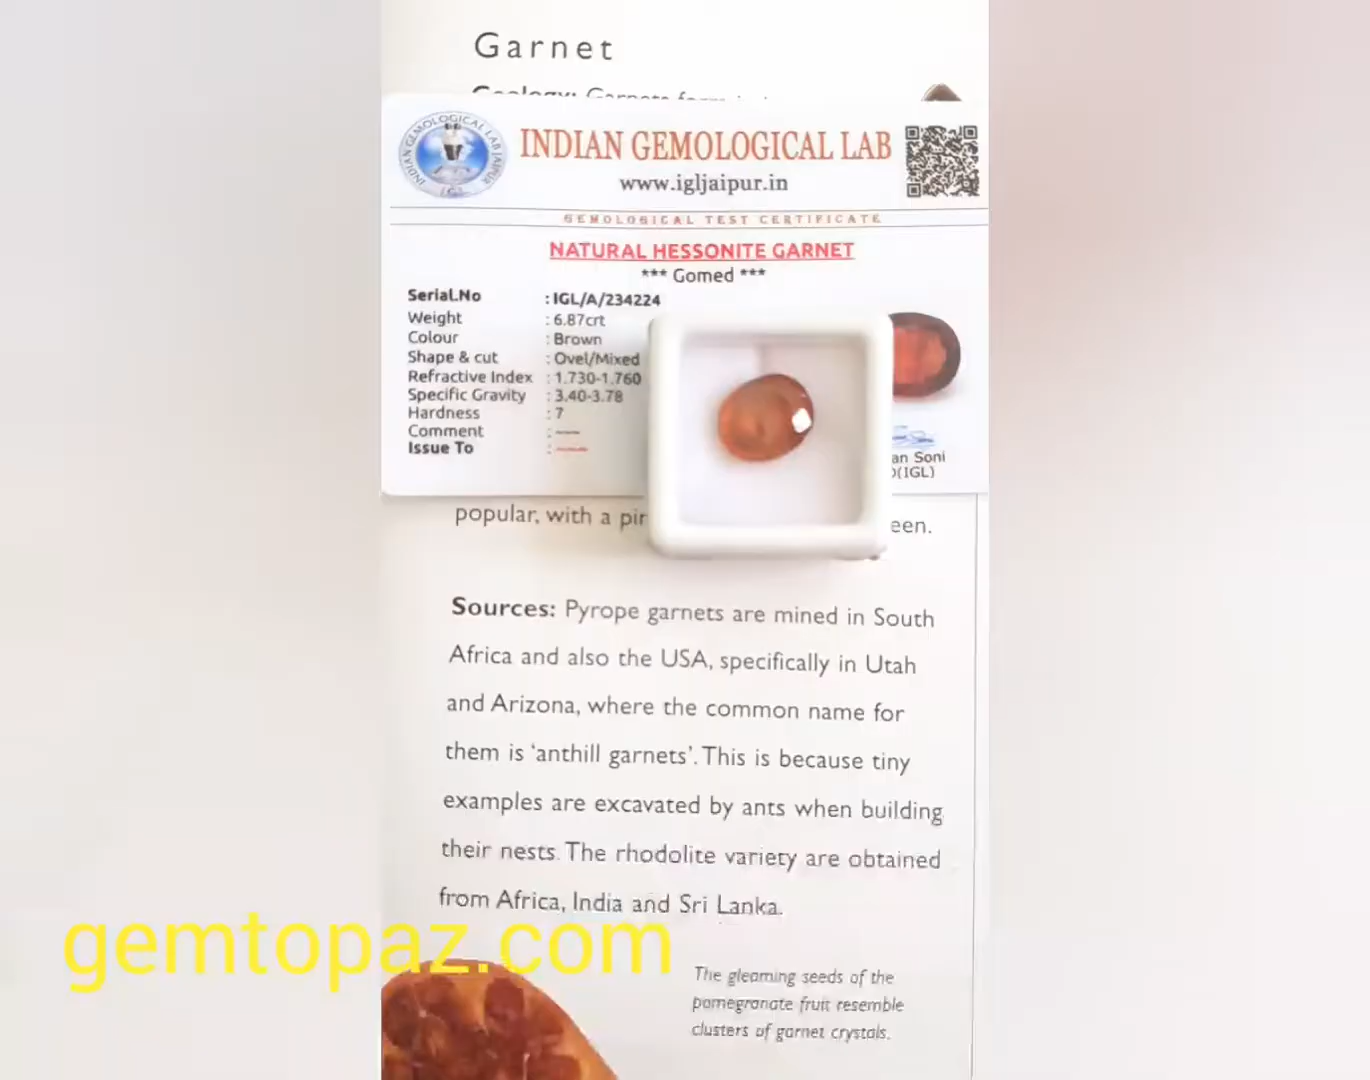 Garnet
INDIAN GEMOLOGICAL LAB
www.igljaipur.in
INDIAN GEMOLOGICAL LAB JAIPUR
GEMOLOGICAL TEST CERTIFICATE
NATURAL HESSONITE GARNET
*** Gomed ***
Serial.No : IGL/A/234224
Weight : 6.87crt
Colour : Brown
Shape & cut : Ovel/Mixed
Refractive Index : 1.730-1.760
Specific Gravity : 3.40-3.78
Hardness : 7
Comment : -----
Issue To : ------
Soni
(IGL)
popular, with a
Sources: Pyrope garnets are mined in South
Africa and also the USA, specifically in Utah
and Arizona, where the common name for
them is ‘anthill garnets’. This is because tiny
examples are excavated by ants when building
their nests. The rhodolite variety are obtained
from Africa, India and Sri Lanka.
gemtopaz.com
The gleaming seeds of the
pomegranate fruit resemble
clusters of garnet crystals.